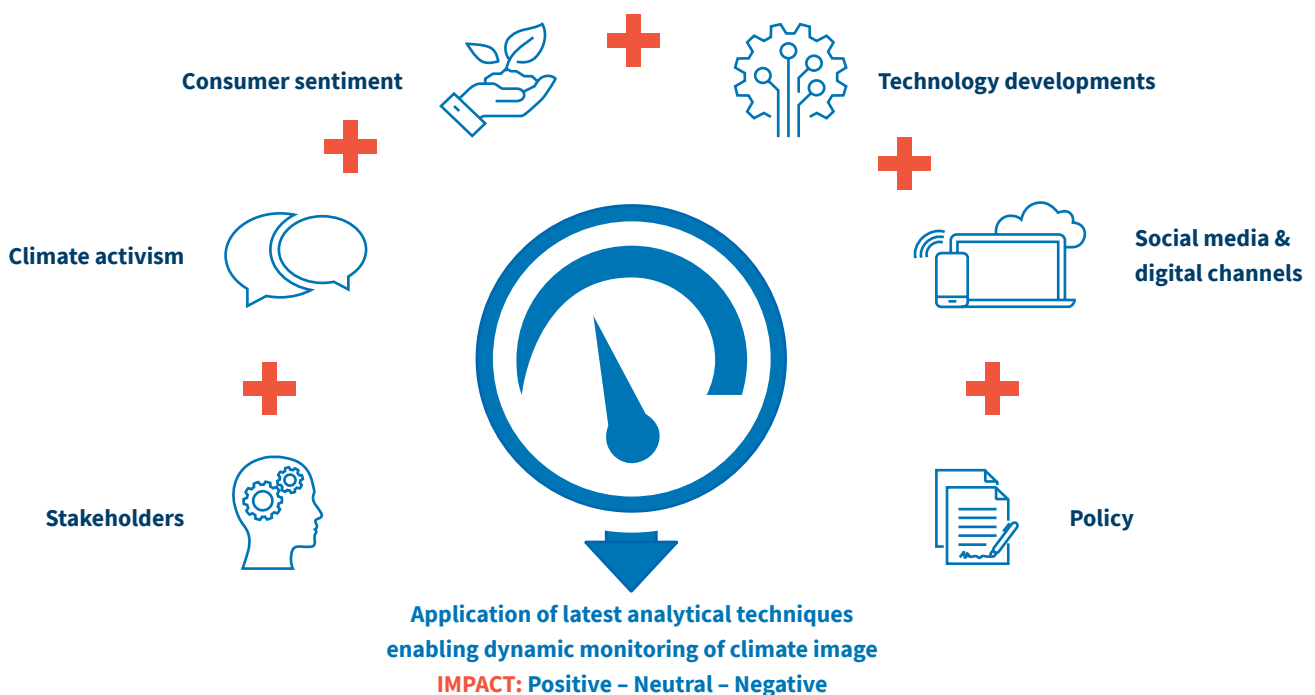 Consumer sentiment
Technology developments
Climate activism
Social media &
digital channels
Stakeholders
Policy
Application of latest analytical techniques
enabling dynamic monitoring of climate image
IMPACT: Positive – Neutral – Negative